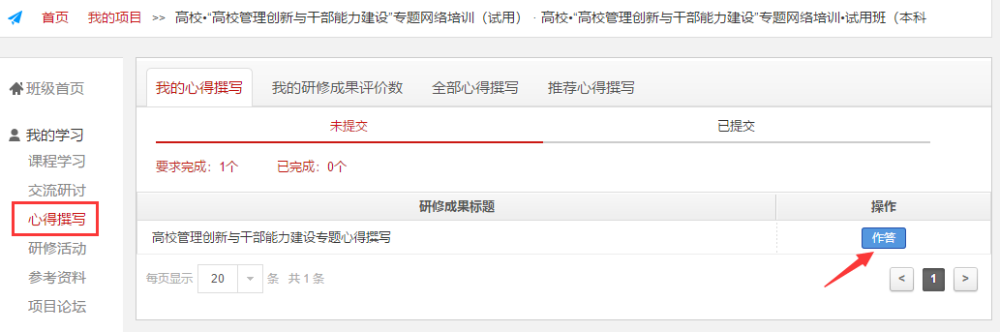 首页 我的项目 >> 高校•“高校管理创新与干部能力建设”专题网络培训（试用） · 高校•“高校管理创新与干部能力建设”专题网络培训•试用班（本科
班级首页
我的学习
课程学习
交流研讨
心得撰写
研修活动
参考资料
项目论坛
我的心得撰写 我的研修成果评价数 全部心得撰写 推荐心得撰写
未提交 已提交
要求完成：1个 已完成：0个
研修成果标题 操作
高校管理创新与干部能力建设专题心得撰写 作答
每页显示 20 条 共 1 条 < 1 >